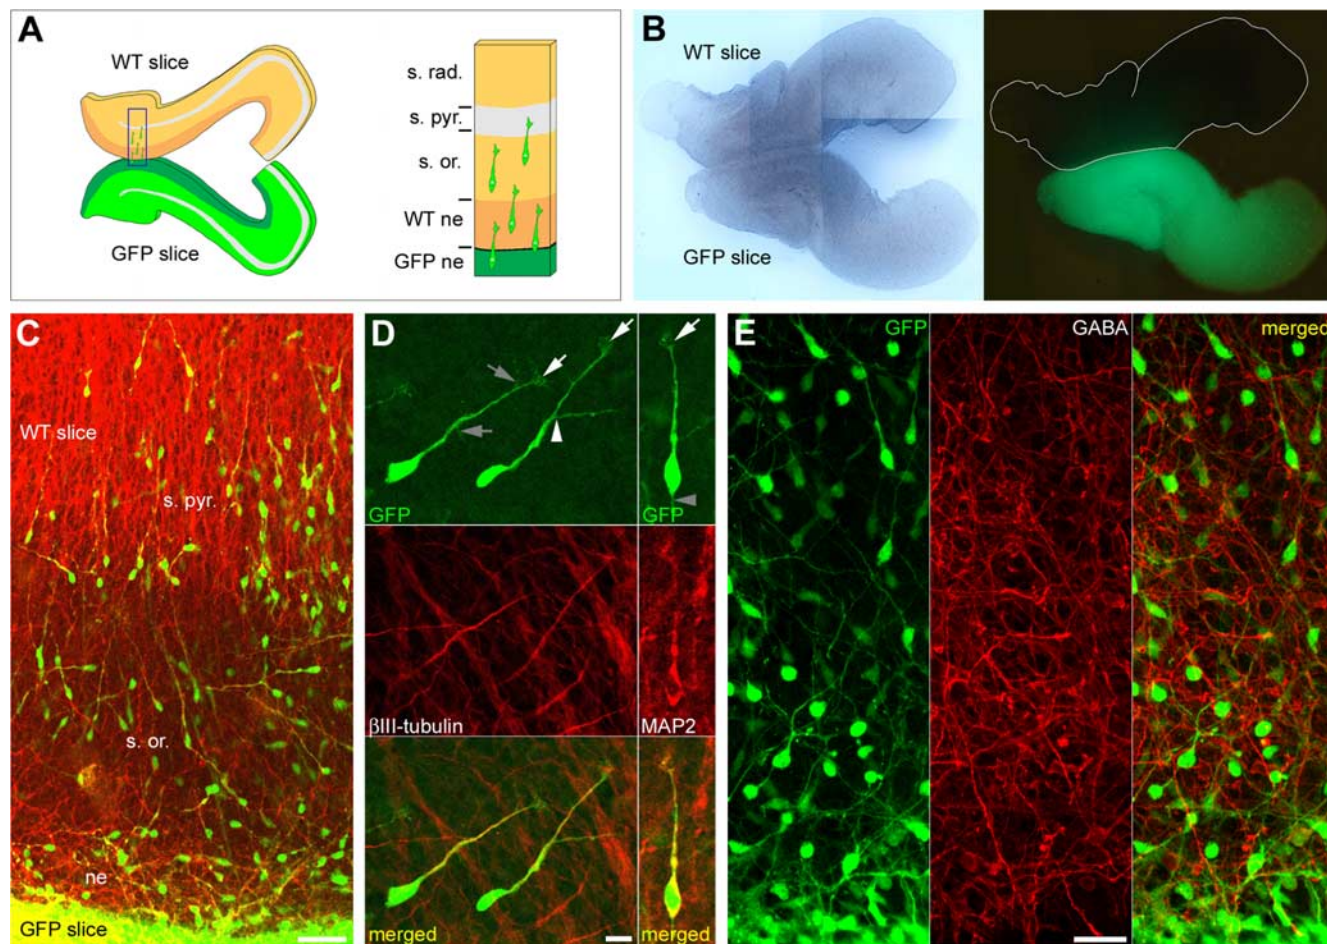 A
WT slice
GFP slice
s. rad.
s. pyr.
s. or.
WT ne
GFP ne
B
WT slice
GFP slice
C
WT slice
s. pyr.
s. or.
ne
GFP slice
D
GFP
GFP
βIII-tubulin
MAP2
merged
merged
E
GFP
GABA
merged